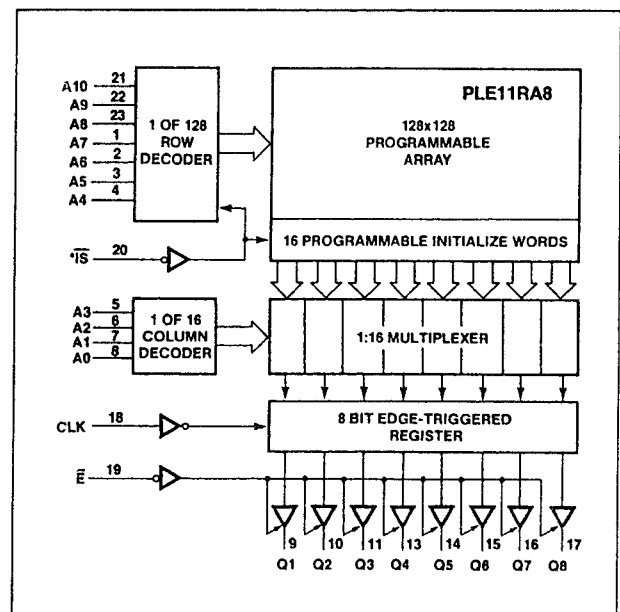 PLE11RA8
A10 21
A9 22
A8 23
A7 1
A6 2
A5 3
A4 4
1 OF 128
ROW
DECODER
128x128
PROGRAMMABLE
ARRAY
*IS 20
16 PROGRAMMABLE INITIALIZE WORDS
A3 5
A2 6
A1 7
A0 8
1 OF 16
COLUMN
DECODER
1:16 MULTIPLEXER
CLK 18
8 BIT EDGE-TRIGGERED
REGISTER
E 19
9 10 11 13 14 15 16 17
Q1 Q2 Q3 Q4 Q5 Q6 Q7 Q8